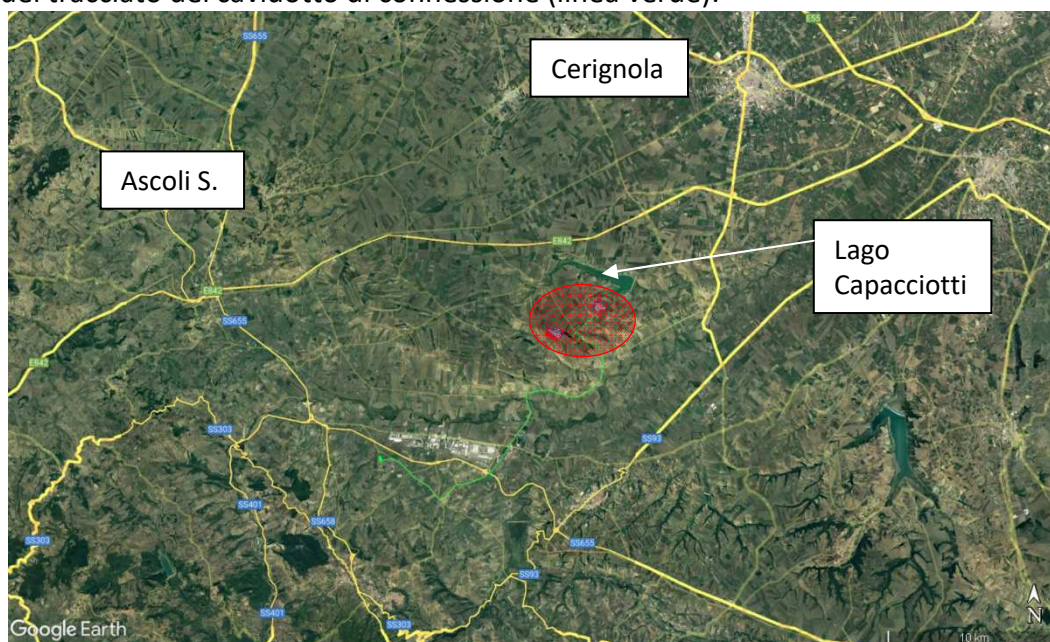 del tracciato del cavidotto di connessione (linea verde).
SS655
E55
Cerignola
Ascoli S.
E842
Lago
Capacciotti
E842
SS655
E842
SS303
SS93
SS401
SS658
SS303
SS655
SS93
SS401
SS303
N
Google Earth
10 km